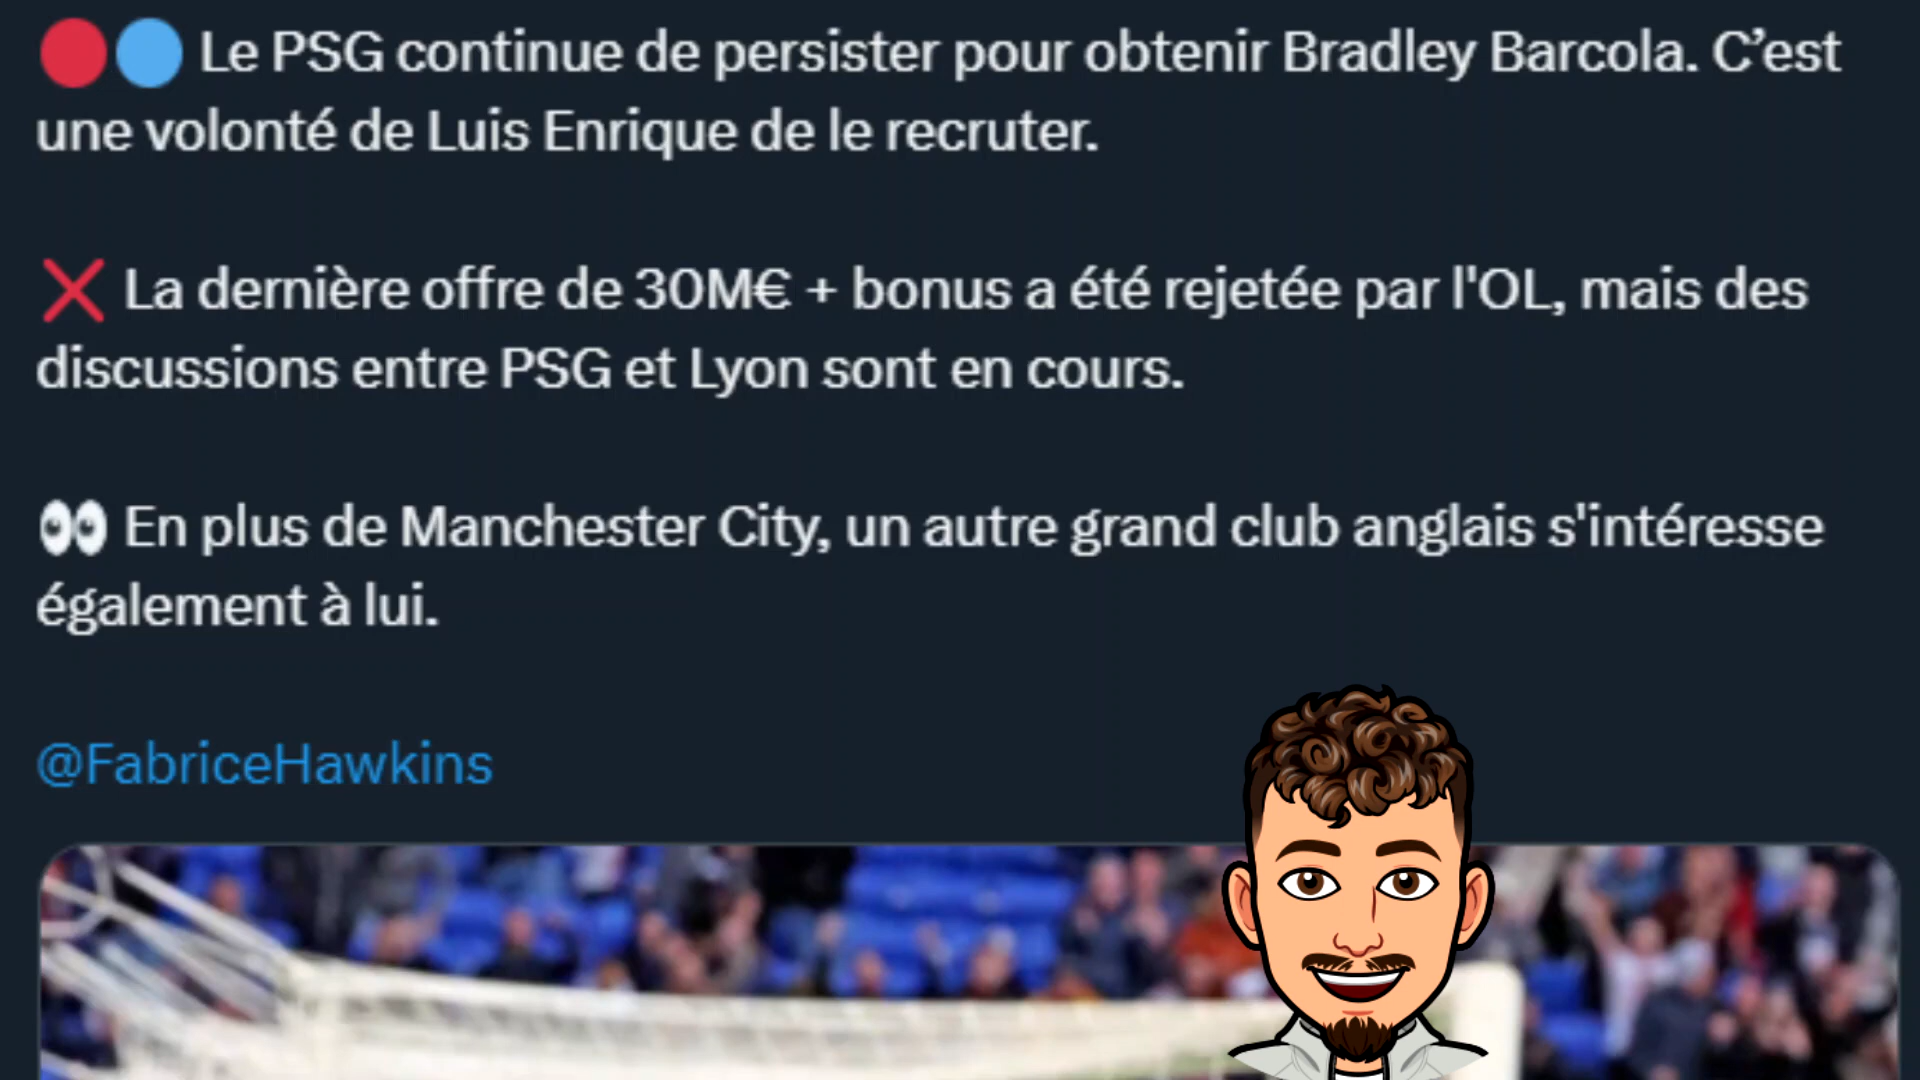 🔴🔵 Le PSG continue de persister pour obtenir Bradley Barcola. C’est
une volonté de Luis Enrique de le recruter.
❌ La dernière offre de 30M€ + bonus a été rejetée par l'OL, mais des
discussions entre PSG et Lyon sont en cours.
👀 En plus de Manchester City, un autre grand club anglais s'intéresse
également à lui.
@FabriceHawkins